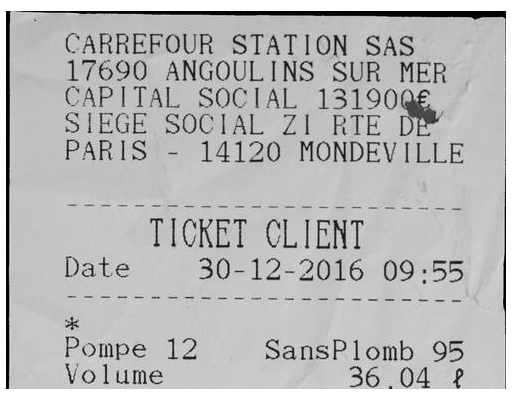 CARREFOUR STATION SAS
17690 ANGOULINS SUR MER
CAPITAL SOCIAL 131900€
SIEGE SOCIAL ZI RTE DE
PARIS - 14120 MONDEVILLE
TICKET CLIENT
Date 30-12-2016 09:55
*
Pompe 12 SansPlomb 95
Volume 36.04 ℓ